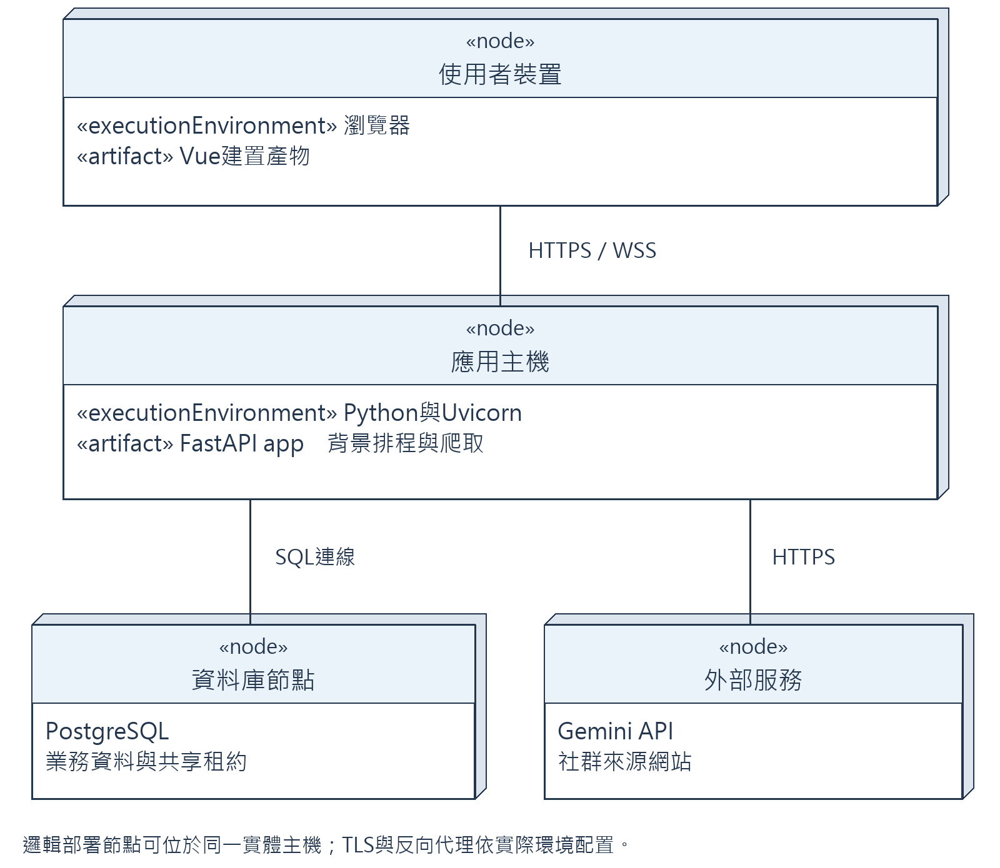 «node»
使用者裝置
«executionEnvironment» 瀏覽器
«artifact» Vue建置產物
HTTPS / WSS
«node»
應用主機
«executionEnvironment» Python與Uvicorn
«artifact» FastAPI app　背景排程與爬取
SQL連線
HTTPS
«node»
資料庫節點
PostgreSQL
業務資料與共享租約
«node»
外部服務
Gemini API
社群來源網站
邏輯部署節點可位於同一實體主機；TLS與反向代理依實際環境配置。